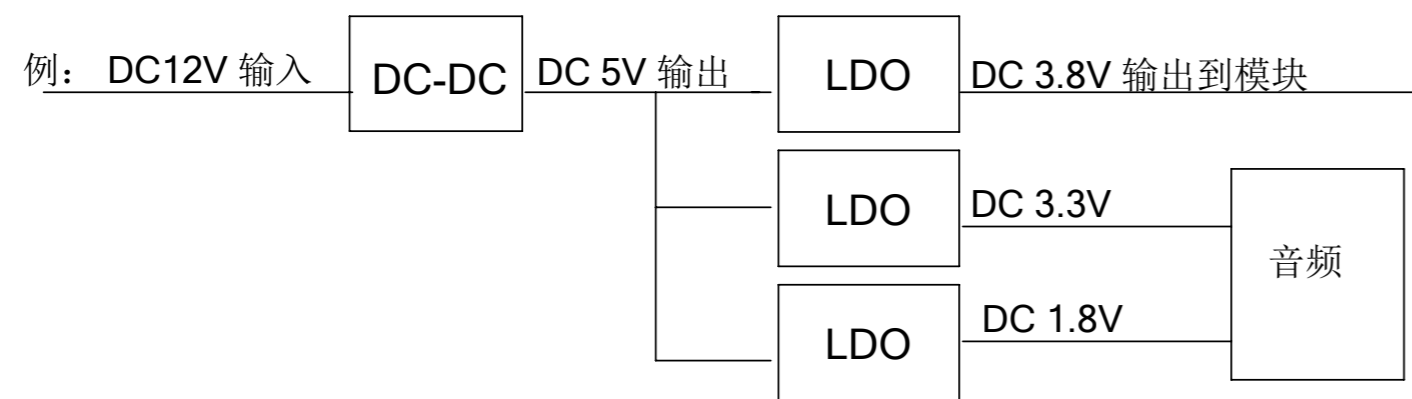 例： DC12V 输入
DC-DC
DC 5V 输出
LDO
DC 3.8V 输出到模块
LDO
DC 3.3V
音频
LDO
DC 1.8V